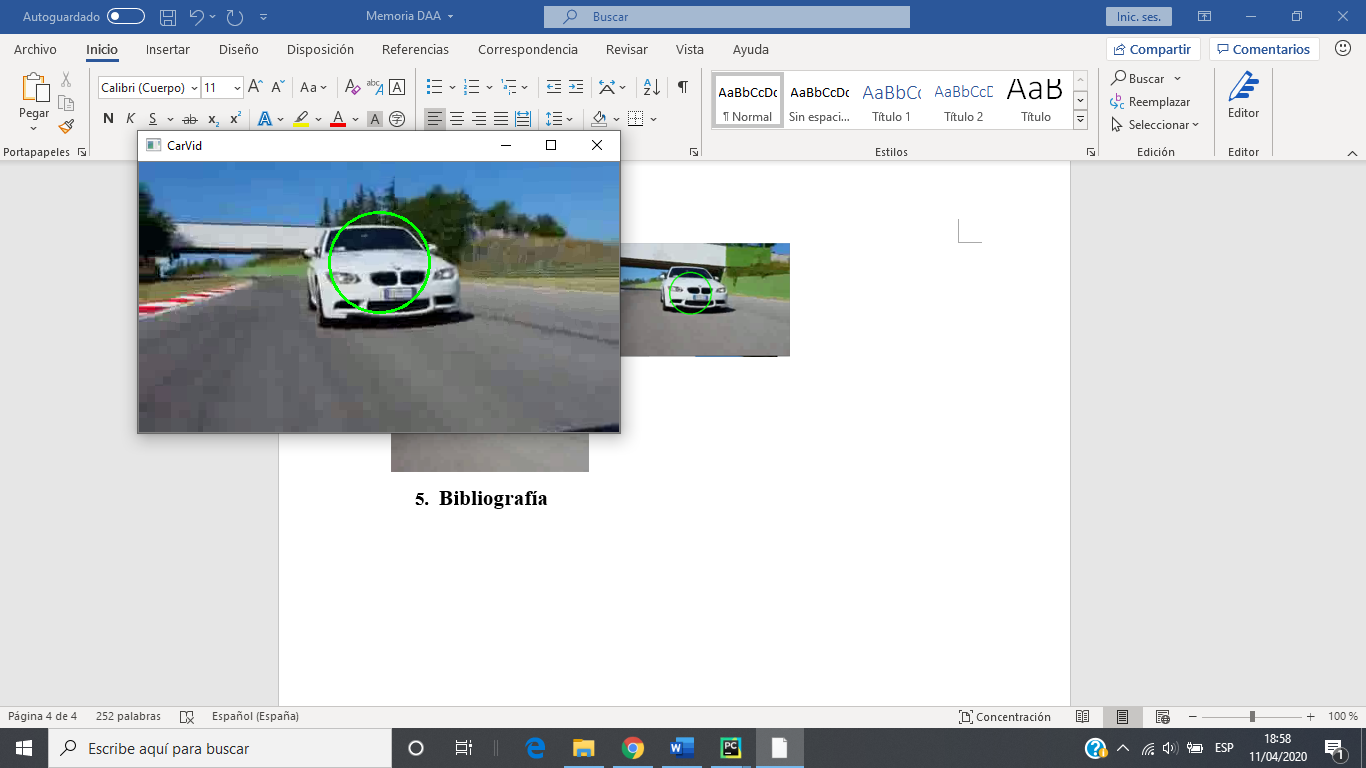 Autoguardado
Memoria DAA
Buscar
Inic. ses.
Archivo Inicio Insertar Diseño Disposición Referencias Correspondencia Revisar Vista Ayuda
Compartir Comentarios
Pegar
Portapapeles
Calibri (Cuerpo) 11
N K S ab x₂ x²
AaBbCcDc AaBbCcDc AaBbCc AaBbCcD AaB
¶ Normal Sin espaci... Título 1 Título 2 Título
Estilos
Buscar
Reemplazar
Seleccionar
Edición
Editor
Editor
CarVid
5. Bibliografía
Página 4 de 4 252 palabras Español (España)
Concentración
100 %
Escribe aquí para buscar
ESP
18:58
11/04/2020